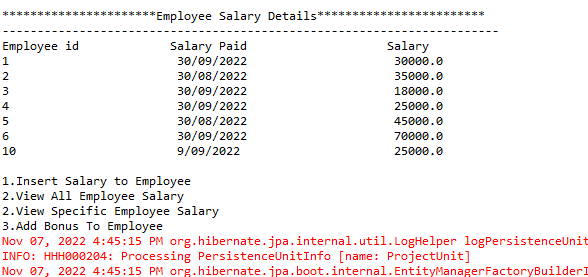 *********************Employee Salary Details***********************
-------------------------------------------------------------------
Employee id Salary Paid Salary
1 30/09/2022 30000.0
2 30/08/2022 35000.0
3 30/09/2022 18000.0
4 30/09/2022 25000.0
5 30/08/2022 45000.0
6 30/09/2022 70000.0
10 9/09/2022 25000.0
1.Insert Salary to Employee
2.View All Employee Salary
2.View Specific Employee Salary
3.Add Bonus To Employee
Nov 07, 2022 4:45:15 PM org.hibernate.jpa.internal.util.LogHelper logPersistenceUnit
INFO: HHH000204: Processing PersistenceUnitInfo [name: ProjectUnit]
Nov 07, 2022 4:45:15 PM org.hibernate.jpa.boot.internal.EntityManagerFactoryBuilderI